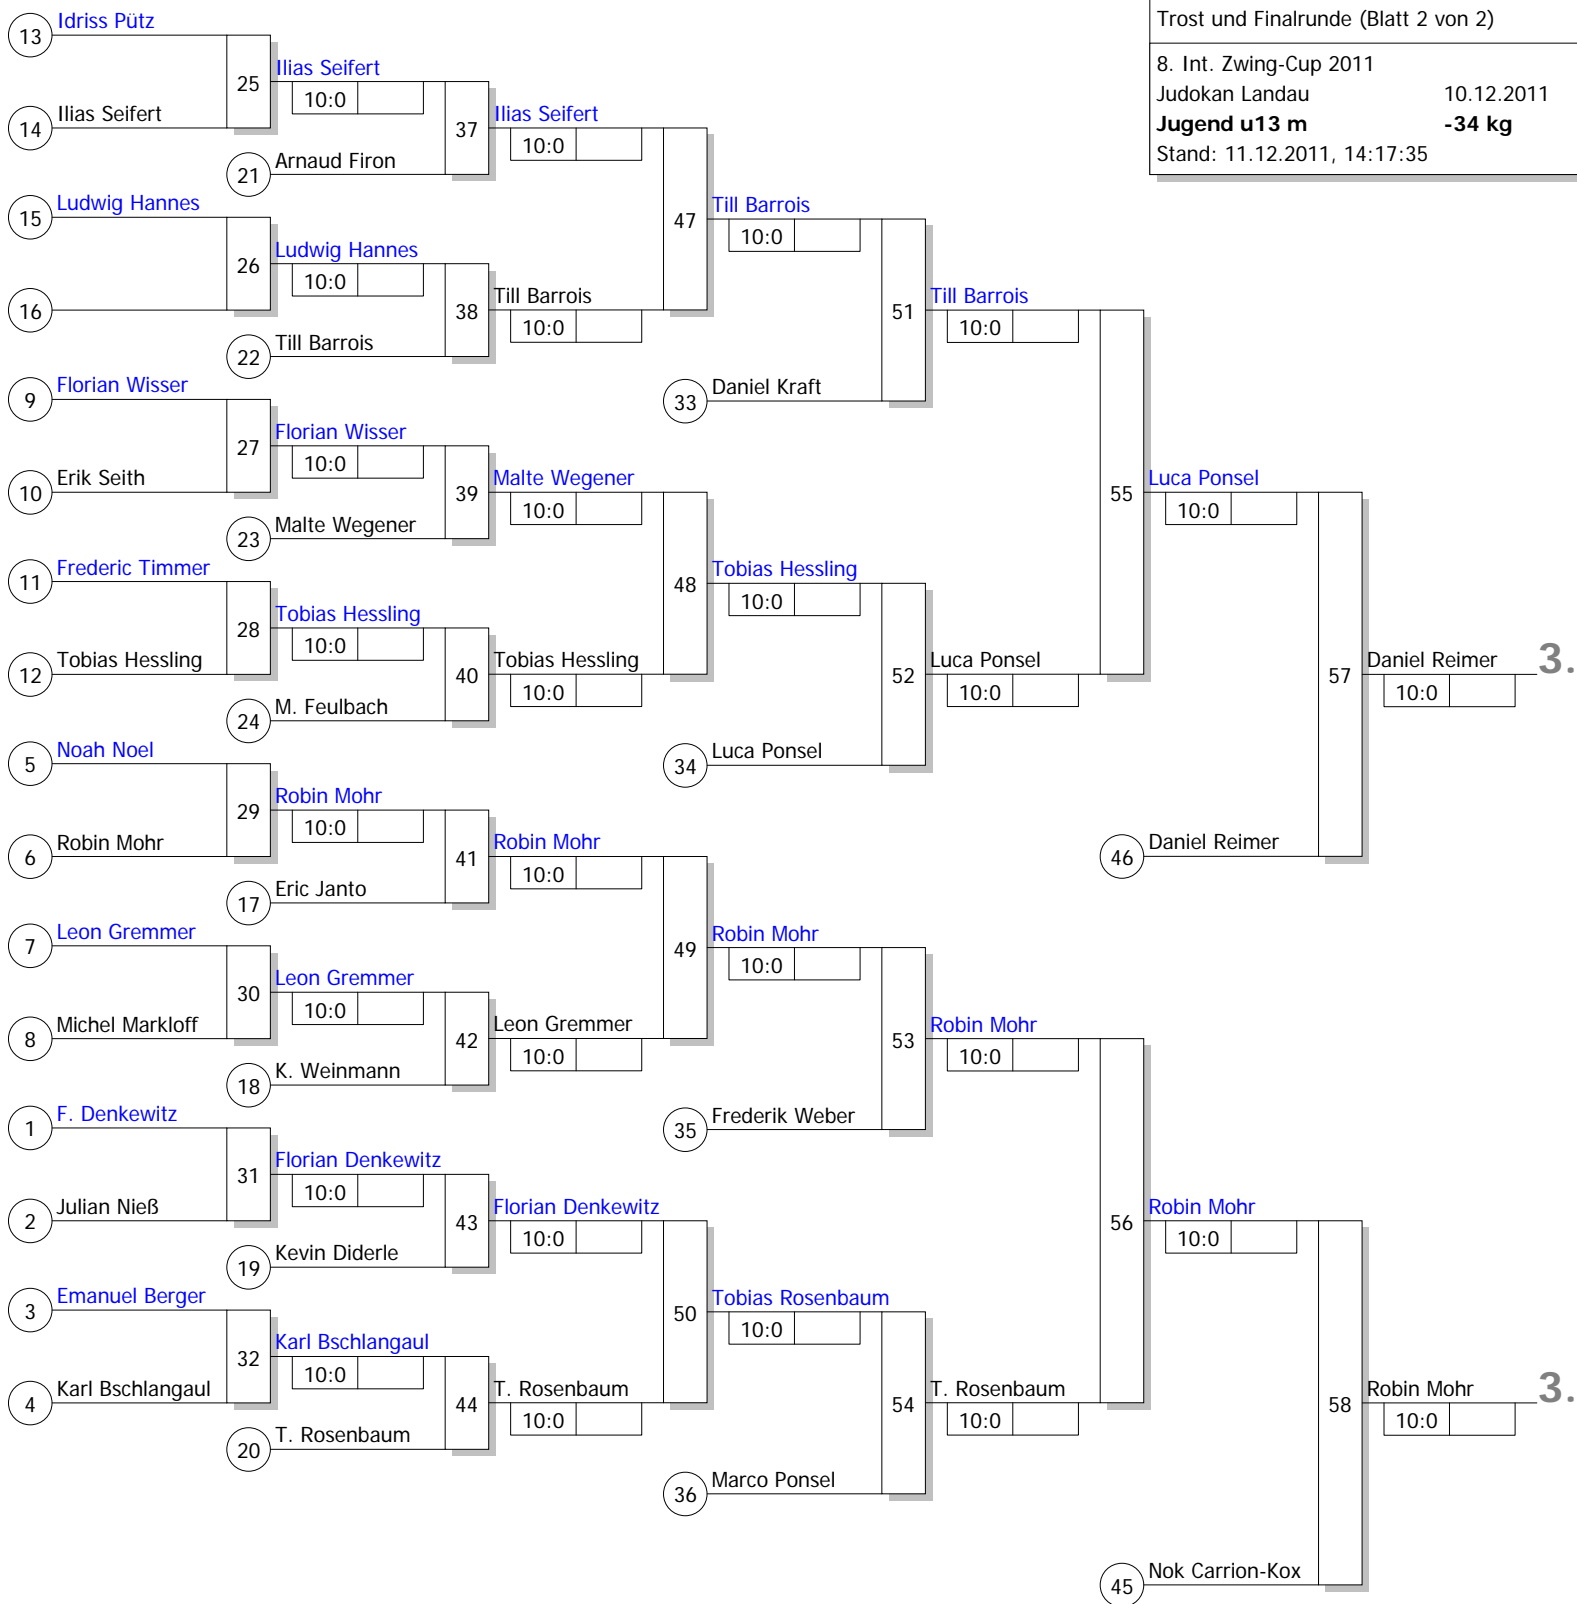 Trost und Finalrunde (Blatt 2 von 2)
8. Int. Zwing-Cup 2011
Judokan Landau 10.12.2011
Jugend u13 m -34 kg
Stand: 11.12.2011, 14:17:35
13 Idriss Pütz
25
14 Ilias Seifert
15 Ludwig Hannes
26
16
9 Florian Wisser
27
10 Erik Seith
11 Frederic Timmer
28
12 Tobias Hessling
5 Noah Noel
29
6 Robin Mohr
7 Leon Gremmer
30
8 Michel Markloff
1 F. Denkewitz
31
2 Julian Nieß
3 Emanuel Berger
32
4 Karl Bschlangaul
Ilias Seifert
10:0
37
21 Arnaud Firon
Ludwig Hannes
10:0
38
22 Till Barrois
Florian Wisser
10:0
39
23 Malte Wegener
Tobias Hessling
10:0
40
24 M. Feulbach
Robin Mohr
10:0
41
17 Eric Janto
Leon Gremmer
10:0
42
18 K. Weinmann
Florian Denkewitz
10:0
43
19 Kevin Diderle
Karl Bschlangaul
10:0
44
20 T. Rosenbaum
Ilias Seifert
10:0
47
Till Barrois
10:0
Malte Wegener
10:0
48
Tobias Hessling
10:0
Robin Mohr
10:0
49
Leon Gremmer
10:0
Florian Denkewitz
10:0
50
T. Rosenbaum
10:0
Till Barrois
10:0
51
33 Daniel Kraft
Tobias Hessling
10:0
52
34 Luca Ponsel
Robin Mohr
10:0
53
35 Frederik Weber
Tobias Rosenbaum
10:0
54
36 Marco Ponsel
Till Barrois
10:0
55
Luca Ponsel
10:0
Robin Mohr
10:0
56
T. Rosenbaum
10:0
Luca Ponsel
10:0
57
46 Daniel Reimer
Robin Mohr
10:0
58
45 Nok Carrion-Kox
Daniel Reimer 3.
10:0
Robin Mohr 3.
10:0